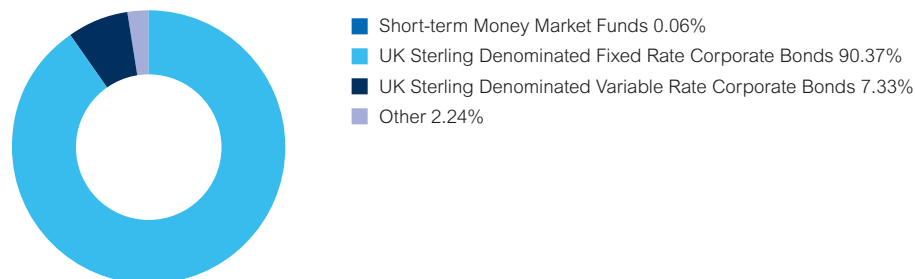 Short-term Money Market Funds 0.06%
UK Sterling Denominated Fixed Rate Corporate Bonds 90.37%
UK Sterling Denominated Variable Rate Corporate Bonds 7.33%
Other 2.24%